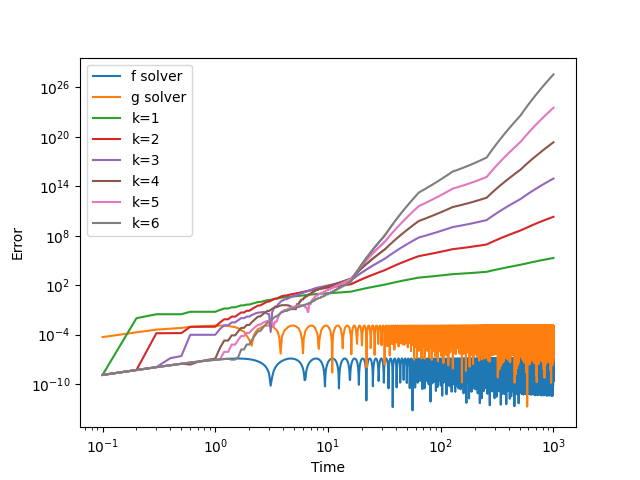 f solver
g solver
k=1
k=2
k=3
k=4
k=5
k=6
10^26
10^20
10^14
10^8
10^2
10^−4
10^−10
Error
10^−1
10^0
10^1
10^2
10^3
Time